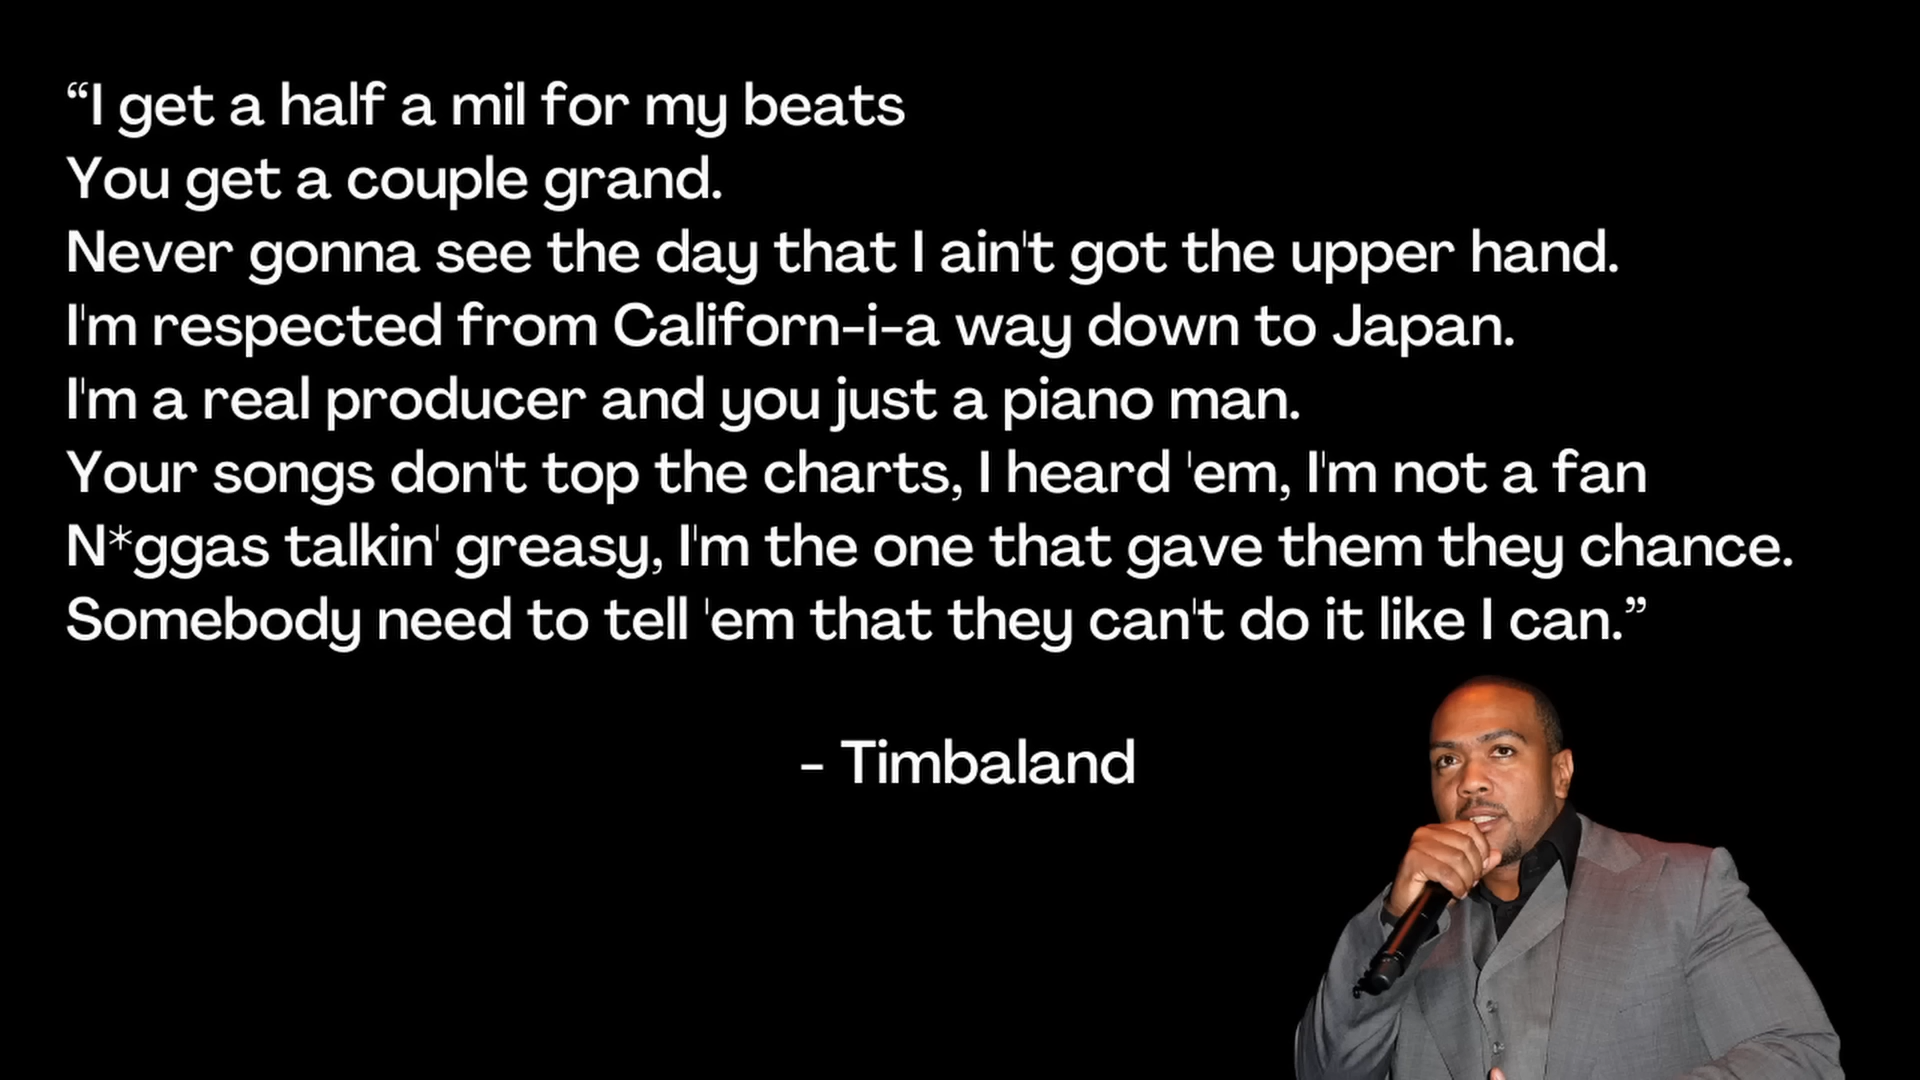 “I get a half a mil for my beats
You get a couple grand.
Never gonna see the day that I ain't got the upper hand.
I'm respected from Californ-i-a way down to Japan.
I'm a real producer and you just a piano man.
Your songs don't top the charts, I heard 'em, I'm not a fan
N*ggas talkin' greasy, I'm the one that gave them they chance.
Somebody need to tell 'em that they can't do it like I can.”
- Timbaland